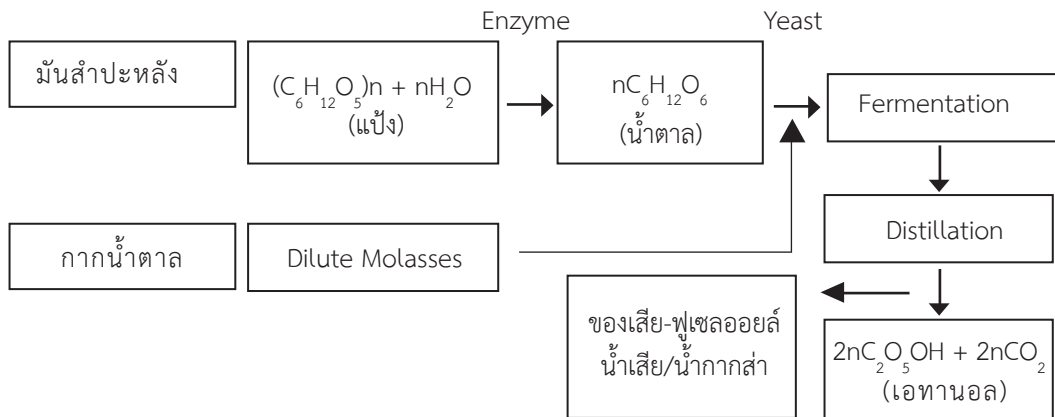 Enzyme
Yeast
มันสำปะหลัง
(C₆H₁₂O₅)n + nH₂O
(แป้ง)
nC₆H₁₂O₆
(น้ำตาล)
Fermentation
กากน้ำตาล
Dilute Molasses
Distillation
ของเสีย-ฟูเซลออยล์
น้ำเสีย/น้ำกากส่า
2nC₂O₅OH + 2nCO₂
(เอทานอล)